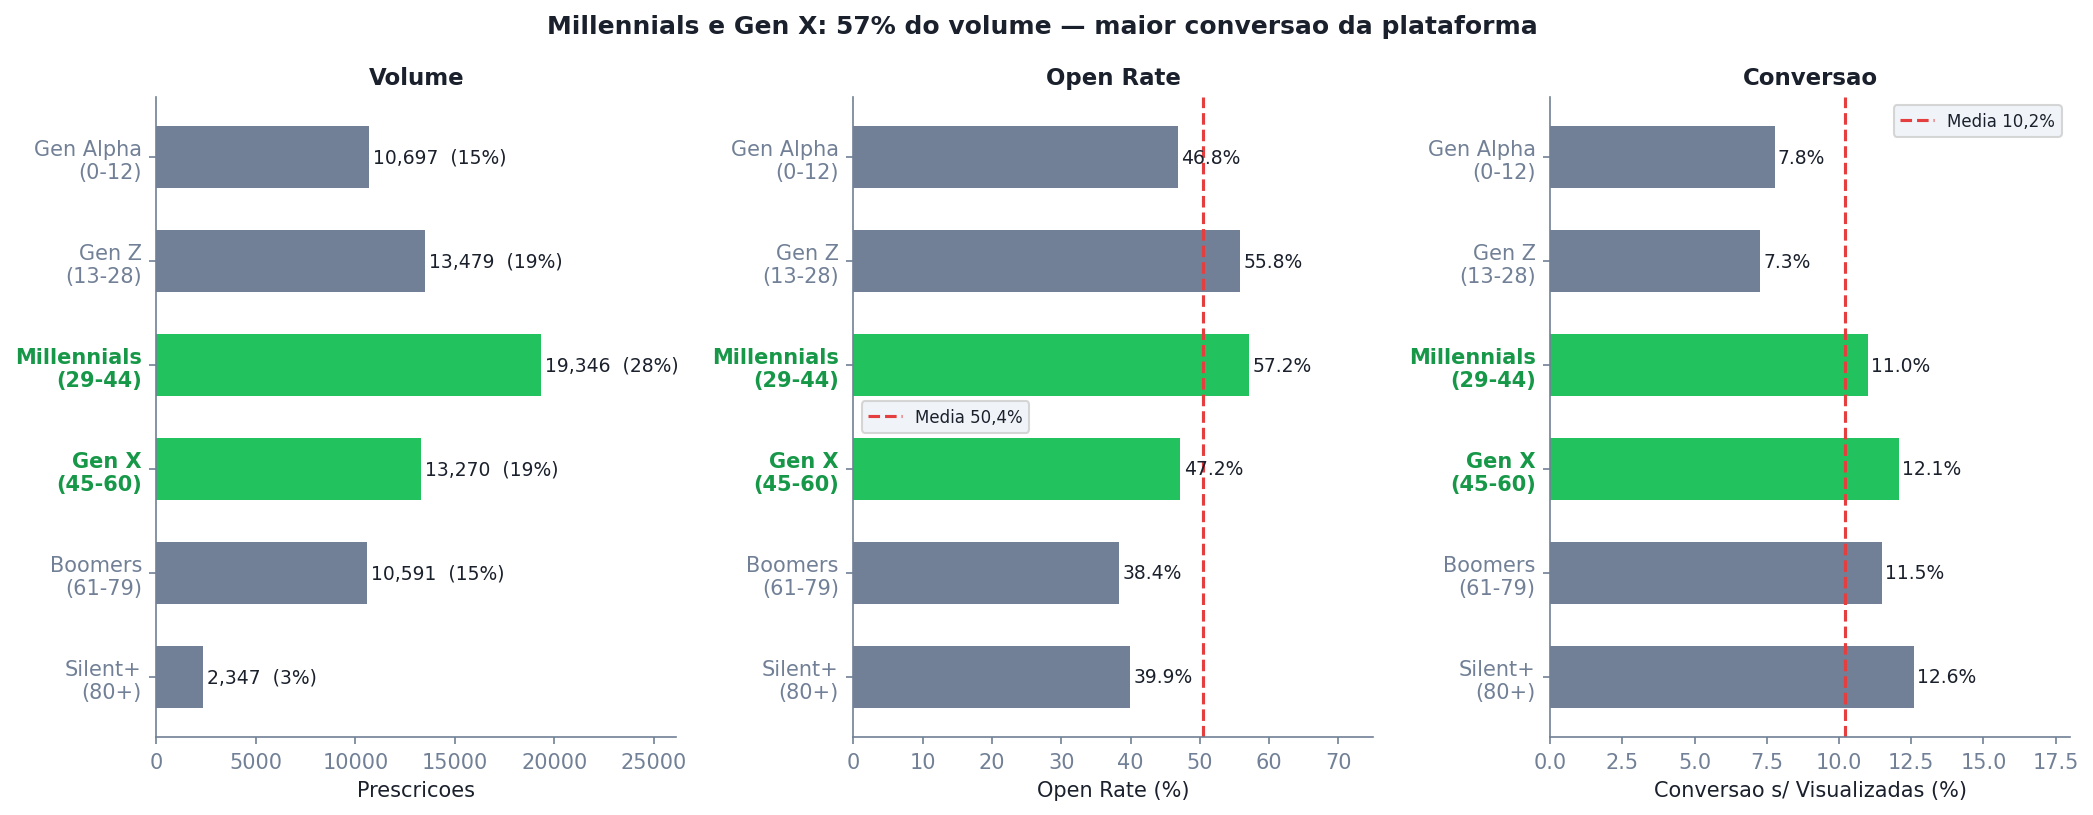 Millennials e Gen X: 57% do volume — maior conversao da plataforma
Volume
Gen Alpha
(0-12)
10,697 (15%)
Gen Z
(13-28)
13,479 (19%)
Millennials
(29-44)
19,346 (28%)
Gen X
(45-60)
13,270 (19%)
Boomers
(61-79)
10,591 (15%)
Silent+
(80+)
2,347 (3%)
0 5000 10000 15000 20000 25000
Prescricoes
Open Rate
Gen Alpha
(0-12)
46.8%
Gen Z
(13-28)
55.8%
Millennials
(29-44)
57.2%
Media 50,4%
Gen X
(45-60)
47.2%
Boomers
(61-79)
38.4%
Silent+
(80+)
39.9%
0 10 20 30 40 50 60 70
Open Rate (%)
Conversao
Media 10,2%
Gen Alpha
(0-12)
7.8%
Gen Z
(13-28)
7.3%
Millennials
(29-44)
11.0%
Gen X
(45-60)
12.1%
Boomers
(61-79)
11.5%
Silent+
(80+)
12.6%
0.0 2.5 5.0 7.5 10.0 12.5 15.0 17.5
Conversao s/ Visualizadas (%)